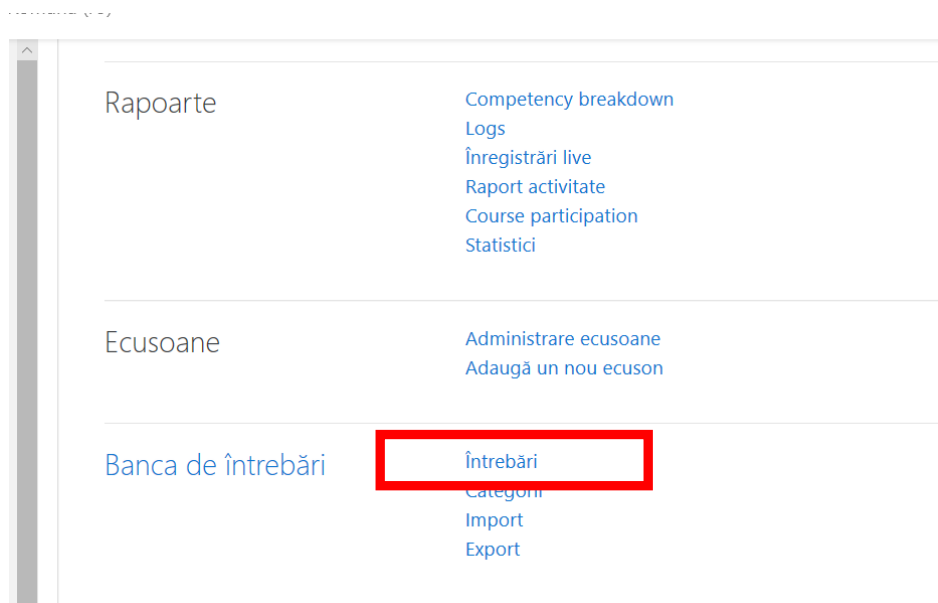 Rapoarte
Competency breakdown
Logs
Înregistrări live
Raport activitate
Course participation
Statistici
Ecusoane
Administrare ecusoane
Adaugă un nou ecuson
Banca de întrebări
Întrebări
Categorii
Import
Export